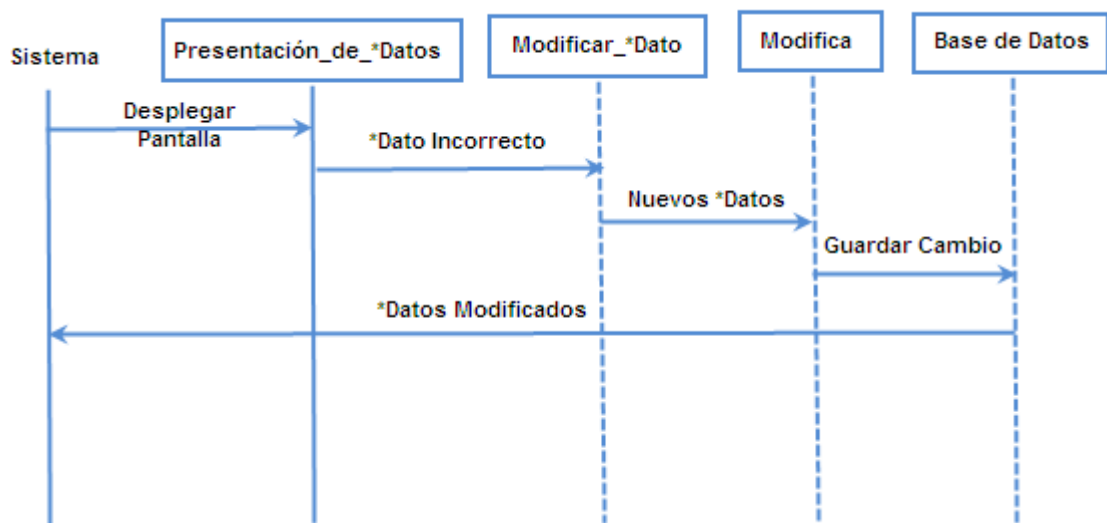 Sistema
Presentación_de_*Datos
Modificar_*Dato
Modifica
Base de Datos
Desplegar
Pantalla
*Dato Incorrecto
Nuevos *Datos
Guardar Cambio
*Datos Modificados